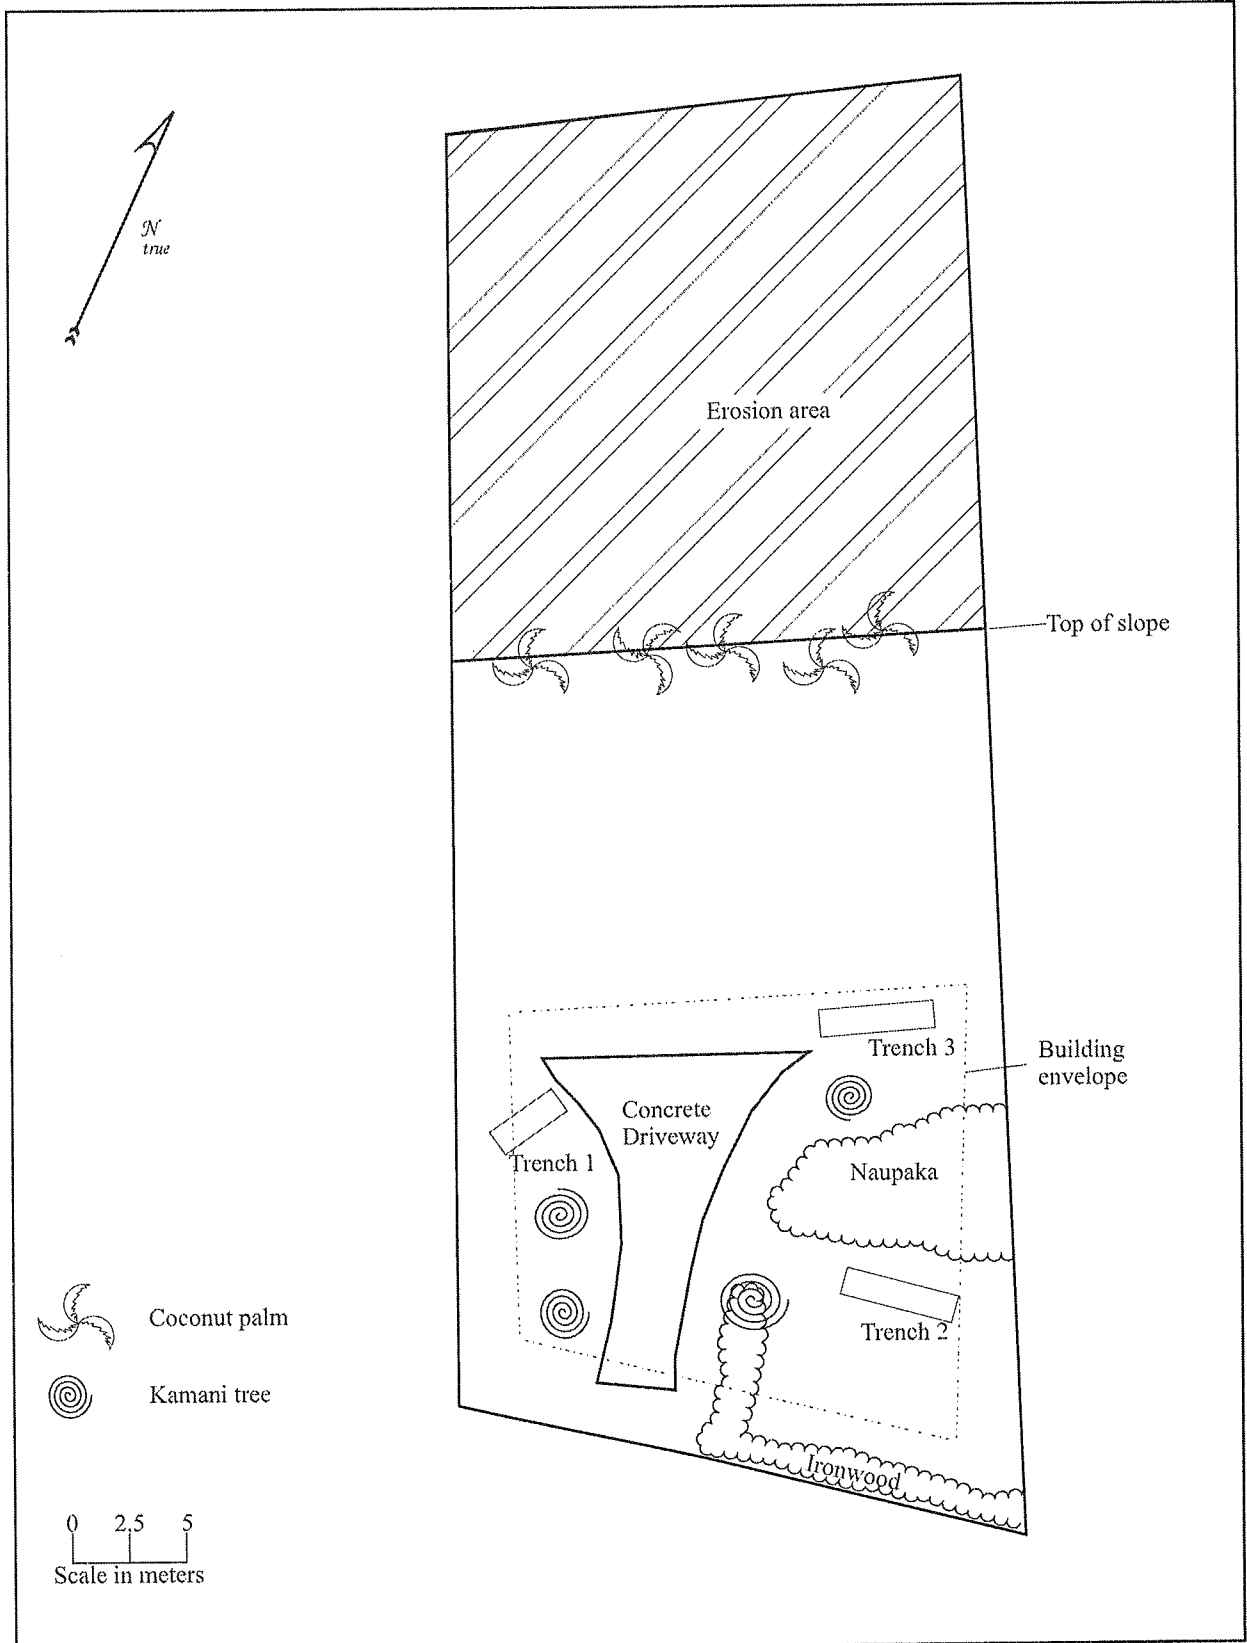 N
true
Erosion area
Top of slope
Trench 3
Building
envelope
Concrete
Driveway
Trench 1
Naupaka
Trench 2
Coconut palm
Kamani tree
Ironwood
0 2.5 5
Scale in meters